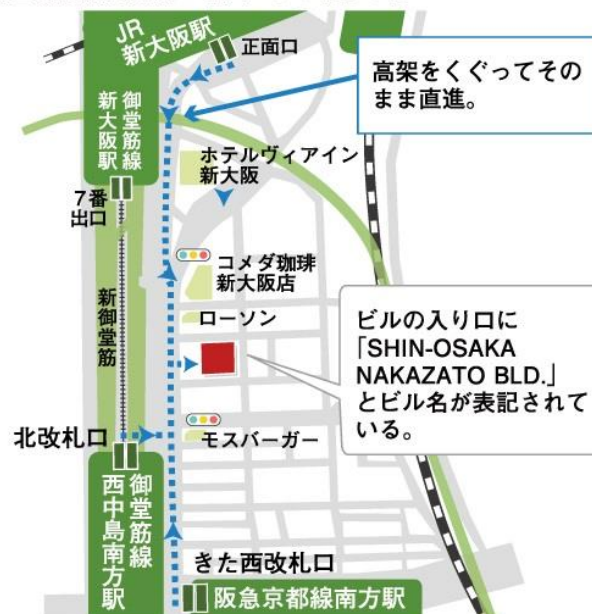 JR
新大阪駅
正面口
高架をくぐってその
まま直進。
御堂筋線
新大阪駅
ホテルヴィアイン
新大阪
7番
出口
コメダ珈琲
新大阪店
新御堂筋
ローソン
ビルの入り口に
「SHIN-OSAKA
NAKAZATO BLD.」
とビル名が表記されて
いる。
北改札口
モスバーガー
御堂筋線
西中島南方駅
きた西改札口
阪急京都線南方駅